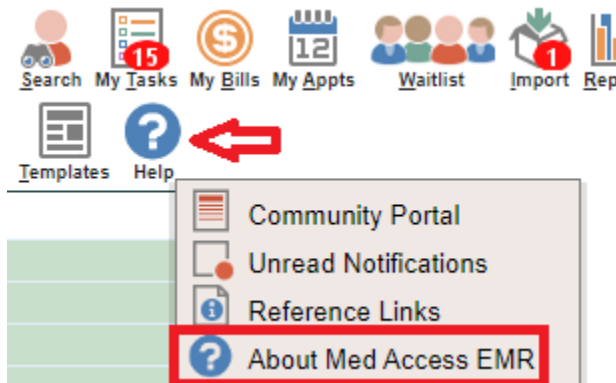 Search My Tasks My Bills My Appts Waitlist Import Rep
15 12 1
Templates Help
Community Portal
Unread Notifications
Reference Links
About Med Access EMR